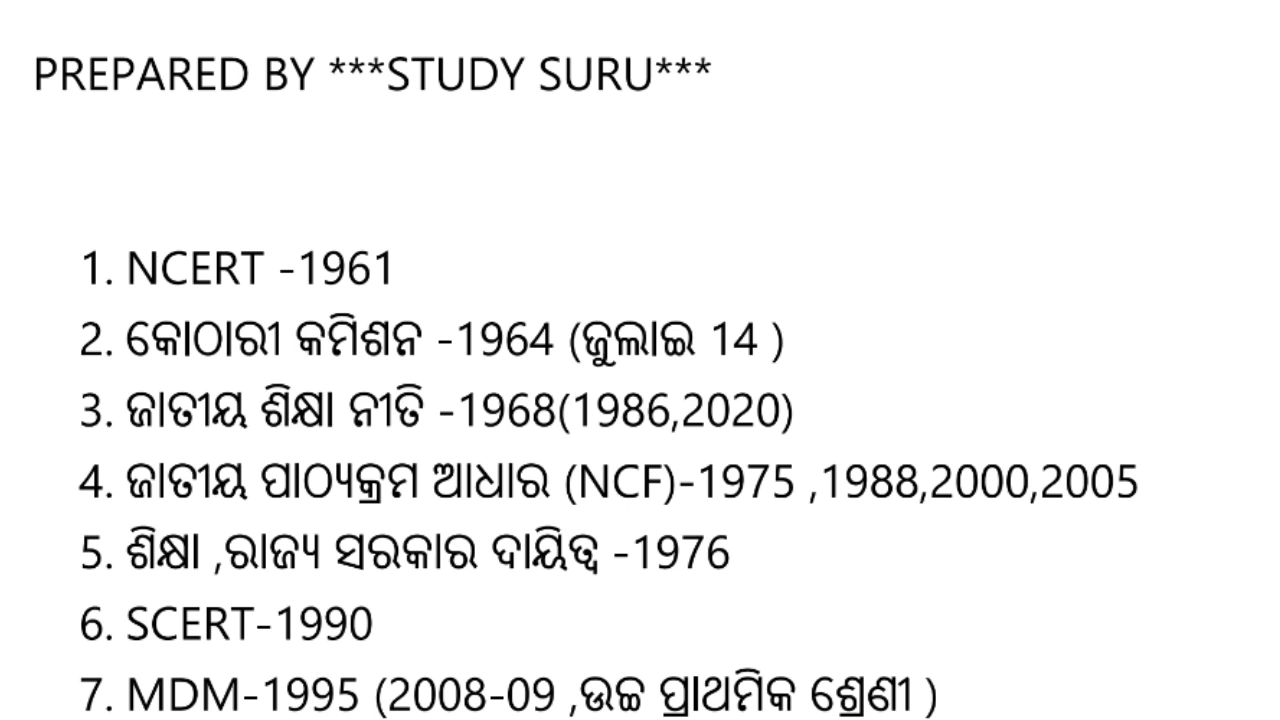 PREPARED BY ***STUDY SURU***
1. NCERT -1961
2. କୋଠାରୀ କମିଶନ -1964 (ଜୁଲାଇ 14 )
3. ଜାତୀୟ ଶିକ୍ଷା ନୀତି -1968(1986,2020)
4. ଜାତୀୟ ପାଠ୍ୟକ୍ରମ ଆଧାର (NCF)-1975 ,1988,2000,2005
5. ଶିକ୍ଷା ,ରାଜ୍ୟ ସରକାର ଦାୟିତ୍ୱ -1976
6. SCERT-1990
7. MDM-1995 (2008-09 ,ଉଚ୍ଚ ପ୍ରାଥମିକ ଶ୍ରେଣୀ )